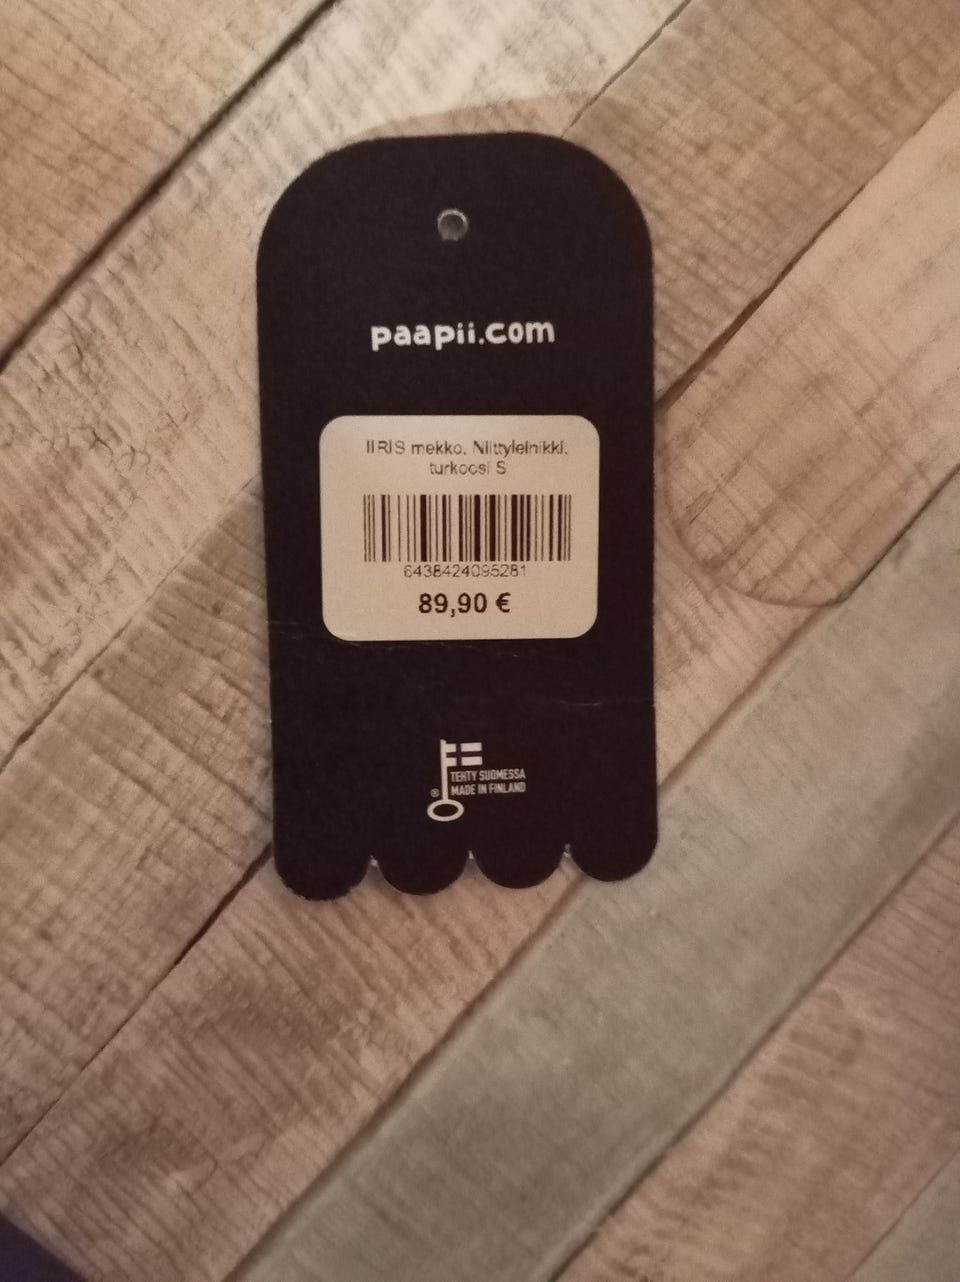 paapii.com
IIRIS mekko, Niittyleinikki,
turkoosi S
6438424095281
89,90 €
TEHTY SUOMESSA
® MADE IN FINLAND